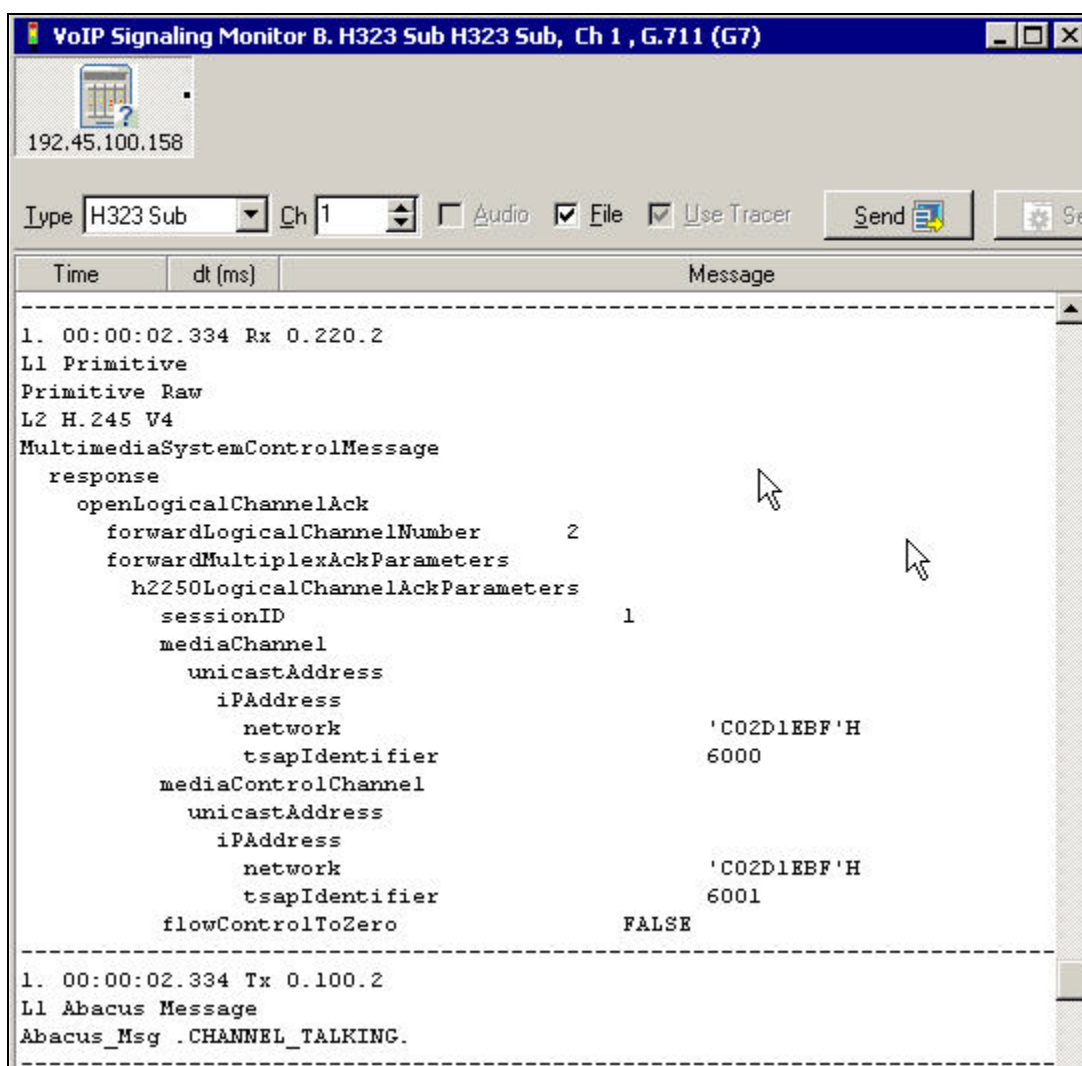 VoIP Signaling Monitor B. H323 Sub H323 Sub, Ch 1 , G.711 (G7)
192.45.100.158
Type H323 Sub Ch 1 Audio File Use Tracer Send Se
Time dt (ms) Message
1. 00:00:02.334 Rx 0.220.2
L1 Primitive
Primitive Raw
L2 H.245 V4
MultimediaSystemControlMessage
response
openLogicalChannelAck
forwardLogicalChannelNumber 2
forwardMultiplexAckParameters
h2250LogicalChannelAckParameters
sessionID 1
mediaChannel
unicastAddress
iPAddress
network 'C02D1EBF'H
tsapIdentifier 6000
mediaControlChannel
unicastAddress
iPAddress
network 'C02D1EBF'H
tsapIdentifier 6001
flowControlToZero FALSE
1. 00:00:02.334 Tx 0.100.2
L1 Abacus Message
Abacus_Msg .CHANNEL_TALKING.